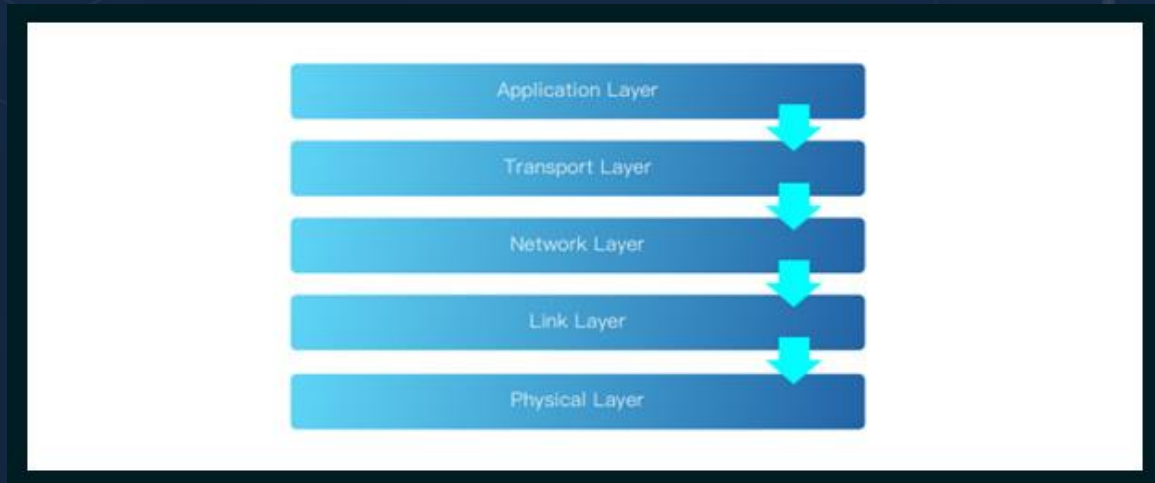 Application Layer
Transport Layer
Network Layer
Link Layer
Physical Layer